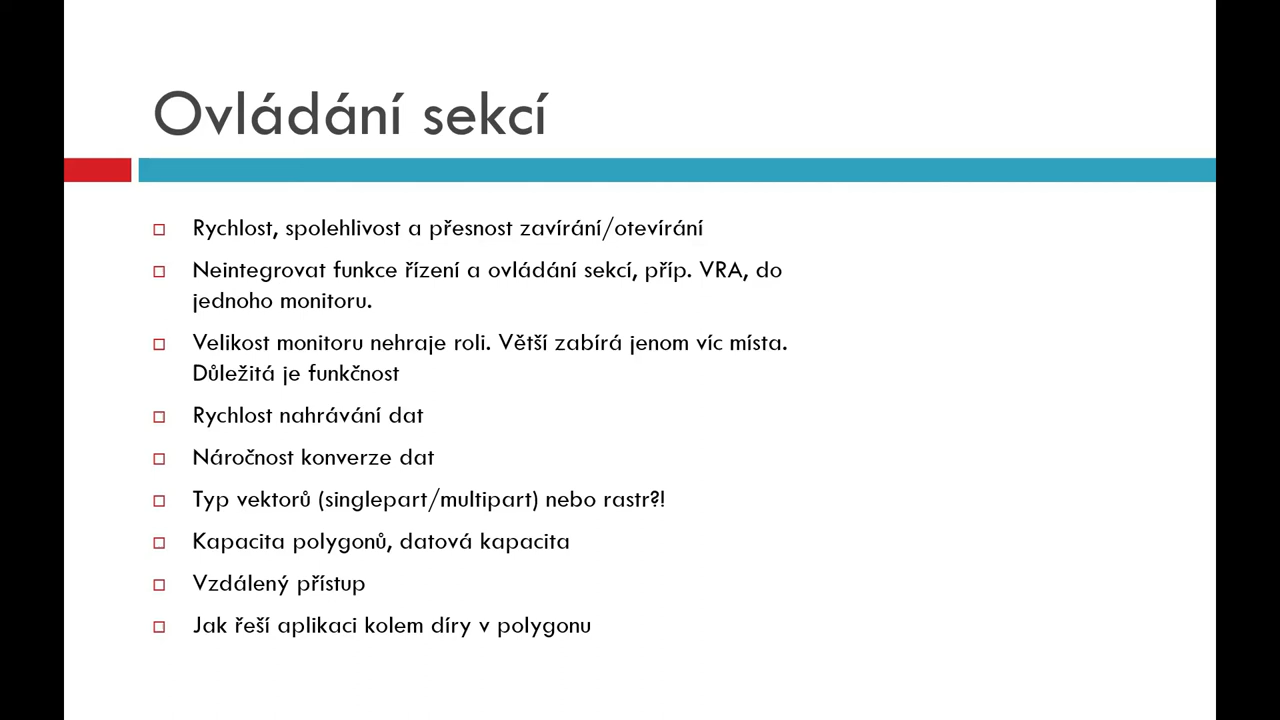 Ovládání sekcí
Rychlost, spolehlivost a přesnost zavírání/otevírání
Neintegrovat funkce řízení a ovládání sekcí, příp. VRA, do
jednoho monitoru.
Velikost monitoru nehraje roli. Větší zabírá jenom víc místa.
Důležitá je funkčnost
Rychlost nahrávání dat
Náročnost konverze dat
Typ vektorů (singlepart/multipart) nebo rastr?!
Kapacita polygonů, datová kapacita
Vzdálený přístup
Jak řeší aplikaci kolem díry v polygonu